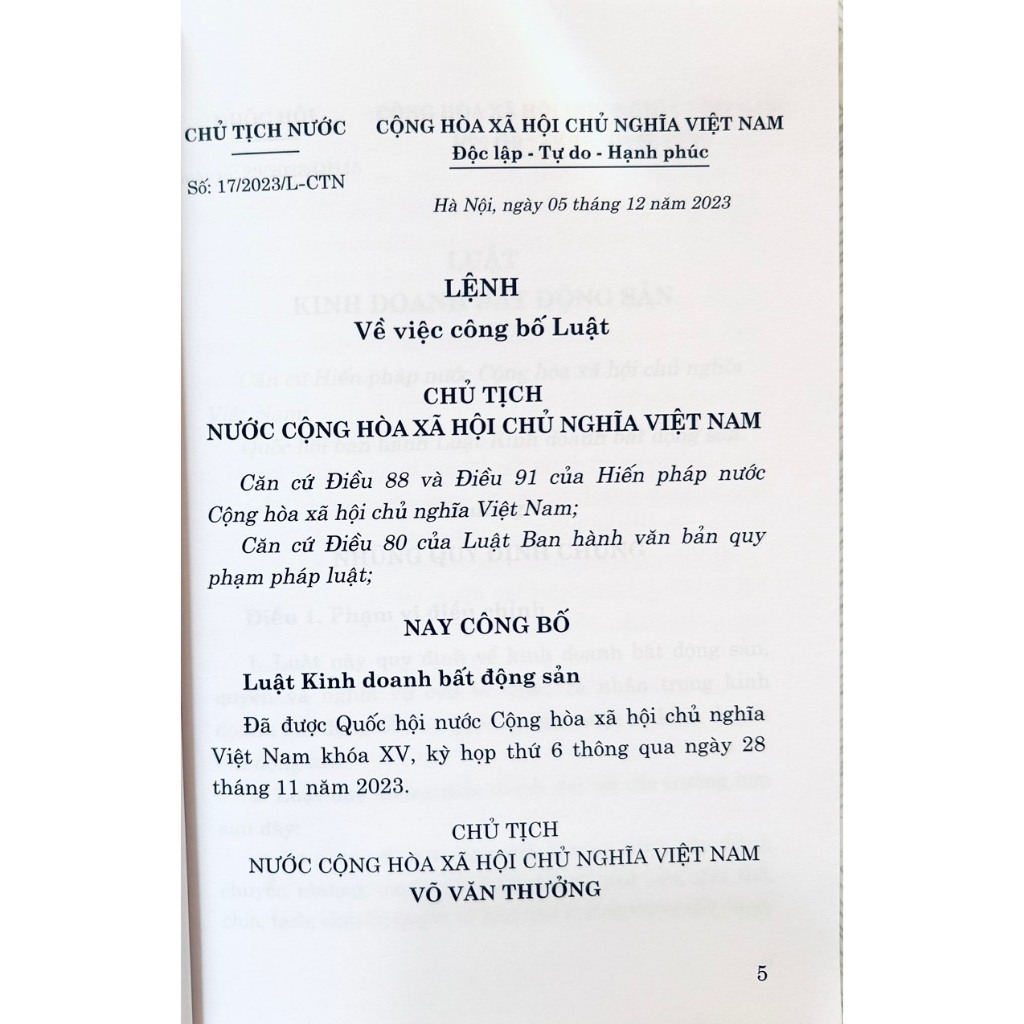 CHỦ TỊCH NƯỚC
CỘNG HÒA XÃ HỘI CHỦ NGHĨA VIỆT NAM
Độc lập - Tự do - Hạnh phúc
Số: 17/2023/L-CTN
Hà Nội, ngày 05 tháng 12 năm 2023
LỆNH
Về việc công bố Luật
CHỦ TỊCH
NƯỚC CỘNG HÒA XÃ HỘI CHỦ NGHĨA VIỆT NAM
Căn cứ Điều 88 và Điều 91 của Hiến pháp nước
Cộng hòa xã hội chủ nghĩa Việt Nam;
Căn cứ Điều 80 của Luật Ban hành văn bản quy
phạm pháp luật;
NAY CÔNG BỐ
Luật Kinh doanh bất động sản
Đã được Quốc hội nước Cộng hòa xã hội chủ nghĩa
Việt Nam khóa XV, kỳ họp thứ 6 thông qua ngày 28
tháng 11 năm 2023.
CHỦ TỊCH
NƯỚC CỘNG HÒA XÃ HỘI CHỦ NGHĨA VIỆT NAM
VÕ VĂN THƯỞNG
5